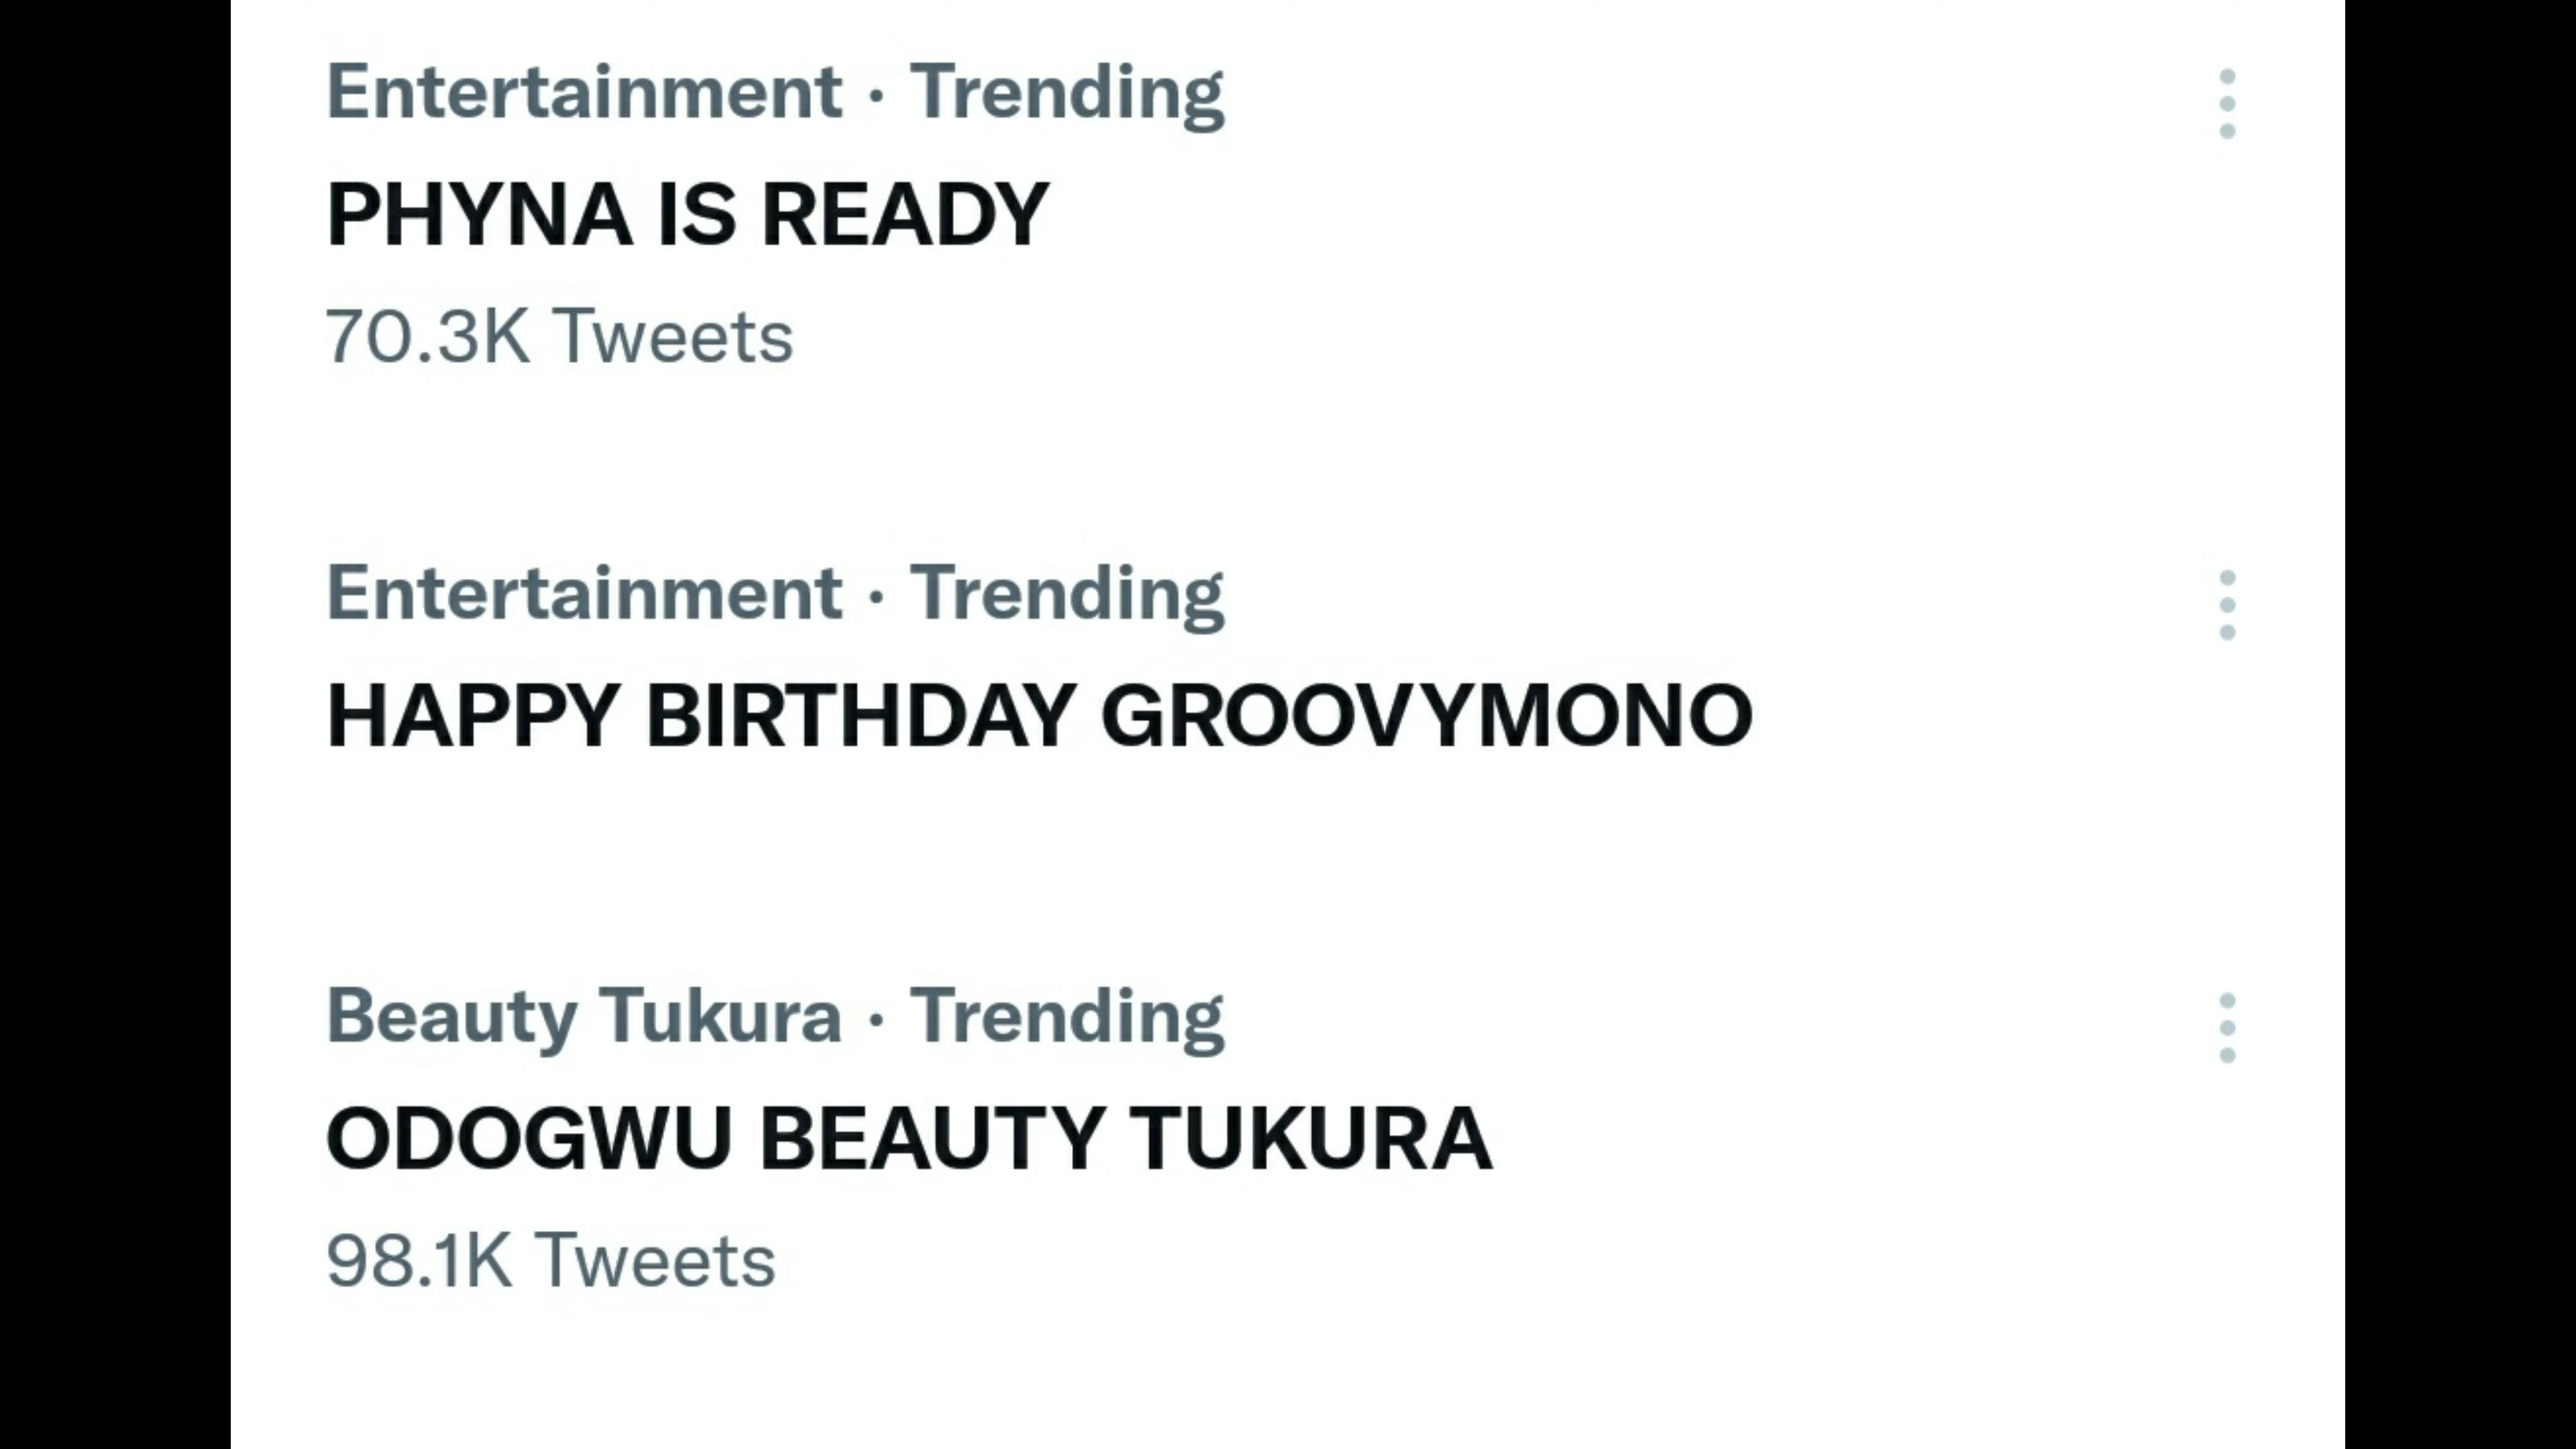 Entertainment · Trending
PHYNA IS READY
70.3K Tweets
Entertainment · Trending
HAPPY BIRTHDAY GROOVYMONO
Beauty Tukura · Trending
ODOGWU BEAUTY TUKURA
98.1K Tweets